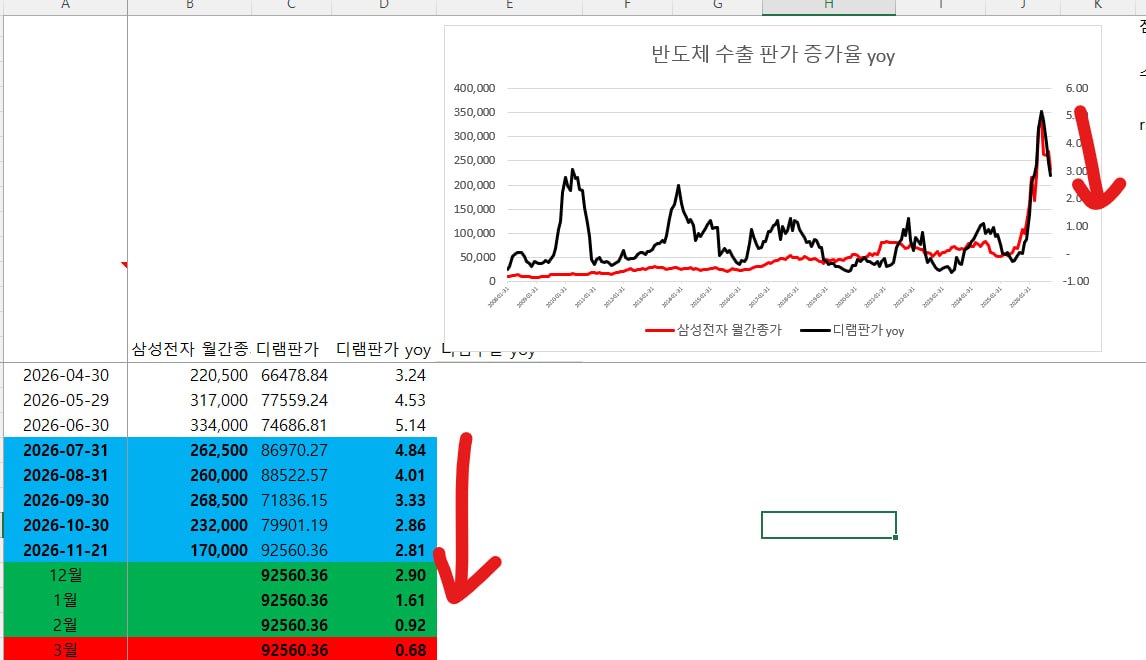 A B C D E F G H I J K
반도체 수출 판가 증가율 yoy
400,000 6.00
350,000 5.
300,000 4.0
250,000 3.00
200,000 2.0
150,000 1.00
100,000 -
50,000 -1.00
0
삼성전자 월간종가 디램판가 yoy
삼성전자 월간종 디램판가 디램판가 yoy
2026-04-30 220,500 66478.84 3.24
2026-05-29 317,000 77559.24 4.53
2026-06-30 334,000 74686.81 5.14
2026-07-31 262,500 86970.27 4.84
2026-08-31 260,000 88522.57 4.01
2026-09-30 268,500 71836.15 3.33
2026-10-30 232,000 79901.19 2.86
2026-11-21 170,000 92560.36 2.81
12월 92560.36 2.90
1월 92560.36 1.61
2월 92560.36 0.92
3월 92560.36 0.68